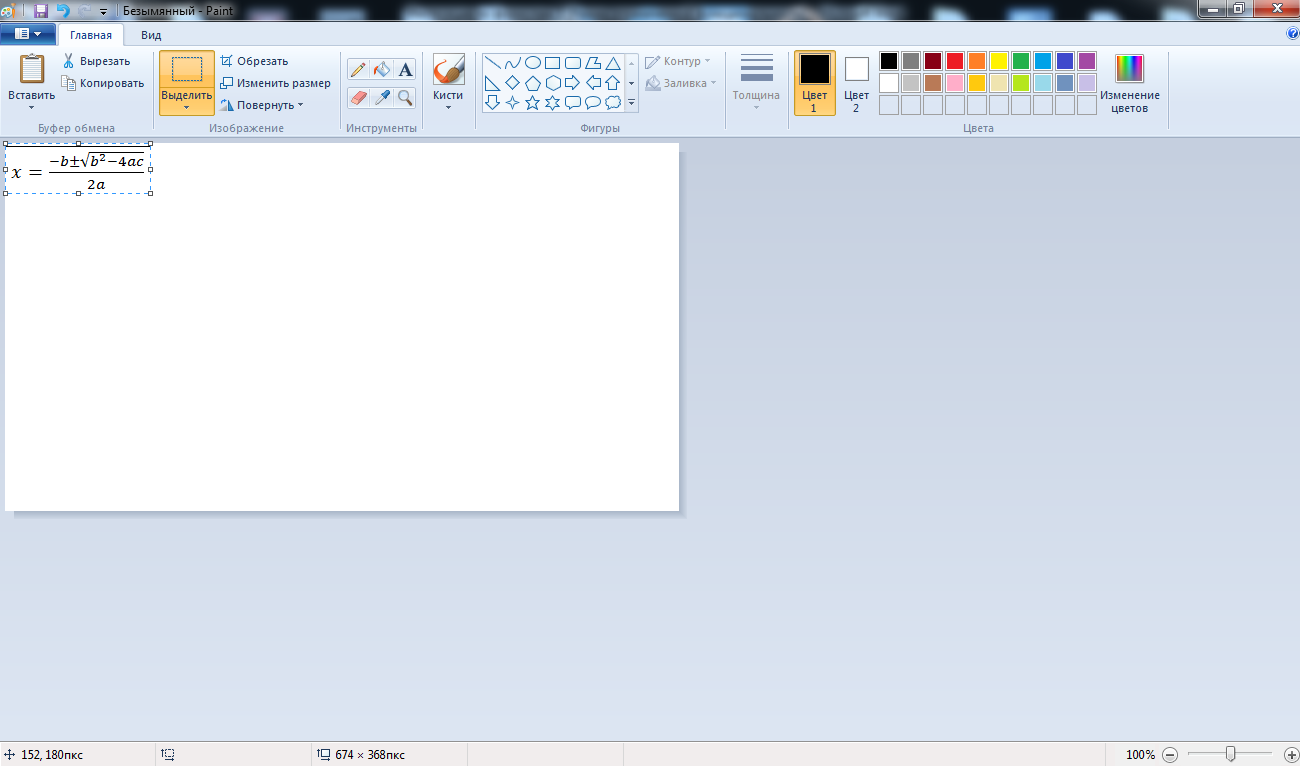 Безымянный - Paint
Главная Вид
Вставить
Вырезать
Копировать
Буфер обмена
Выделить
Обрезать
Изменить размер
Повернуть
Изображение
A
Инструменты
Кисти
Фигуры
Контур
Заливка
Толщина
Цвет 1
Цвет 2
Изменение цветов
Цвета
x = (−b±√(b²−4ac))/(2a)
152, 180пкс
674 × 368пкс
100%